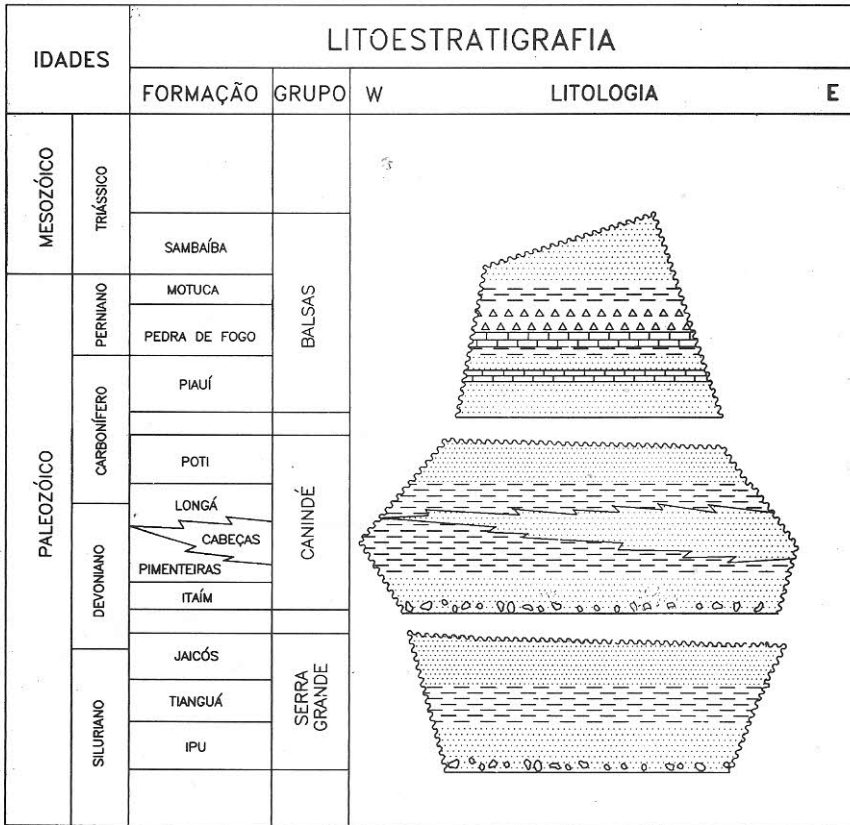 IDADES
LITOESTRATIGRAFIA
FORMAÇÃO
GRUPO
W
LITOLOGIA
E
MESOZÓICO
TRIÁSSICO
SAMBAÍBA
BALSAS
PALEOZÓICO
PERNIANO
MOTUCA
PEDRA DE FOGO
CARBONÍFERO
PIAUÍ
POTI
CANINDÉ
LONGÁ
DEVONIANO
CABEÇAS
PIMENTEIRAS
ITAÍM
SILURIANO
JAICÓS
SERRA
GRANDE
TIANGUÁ
IPU